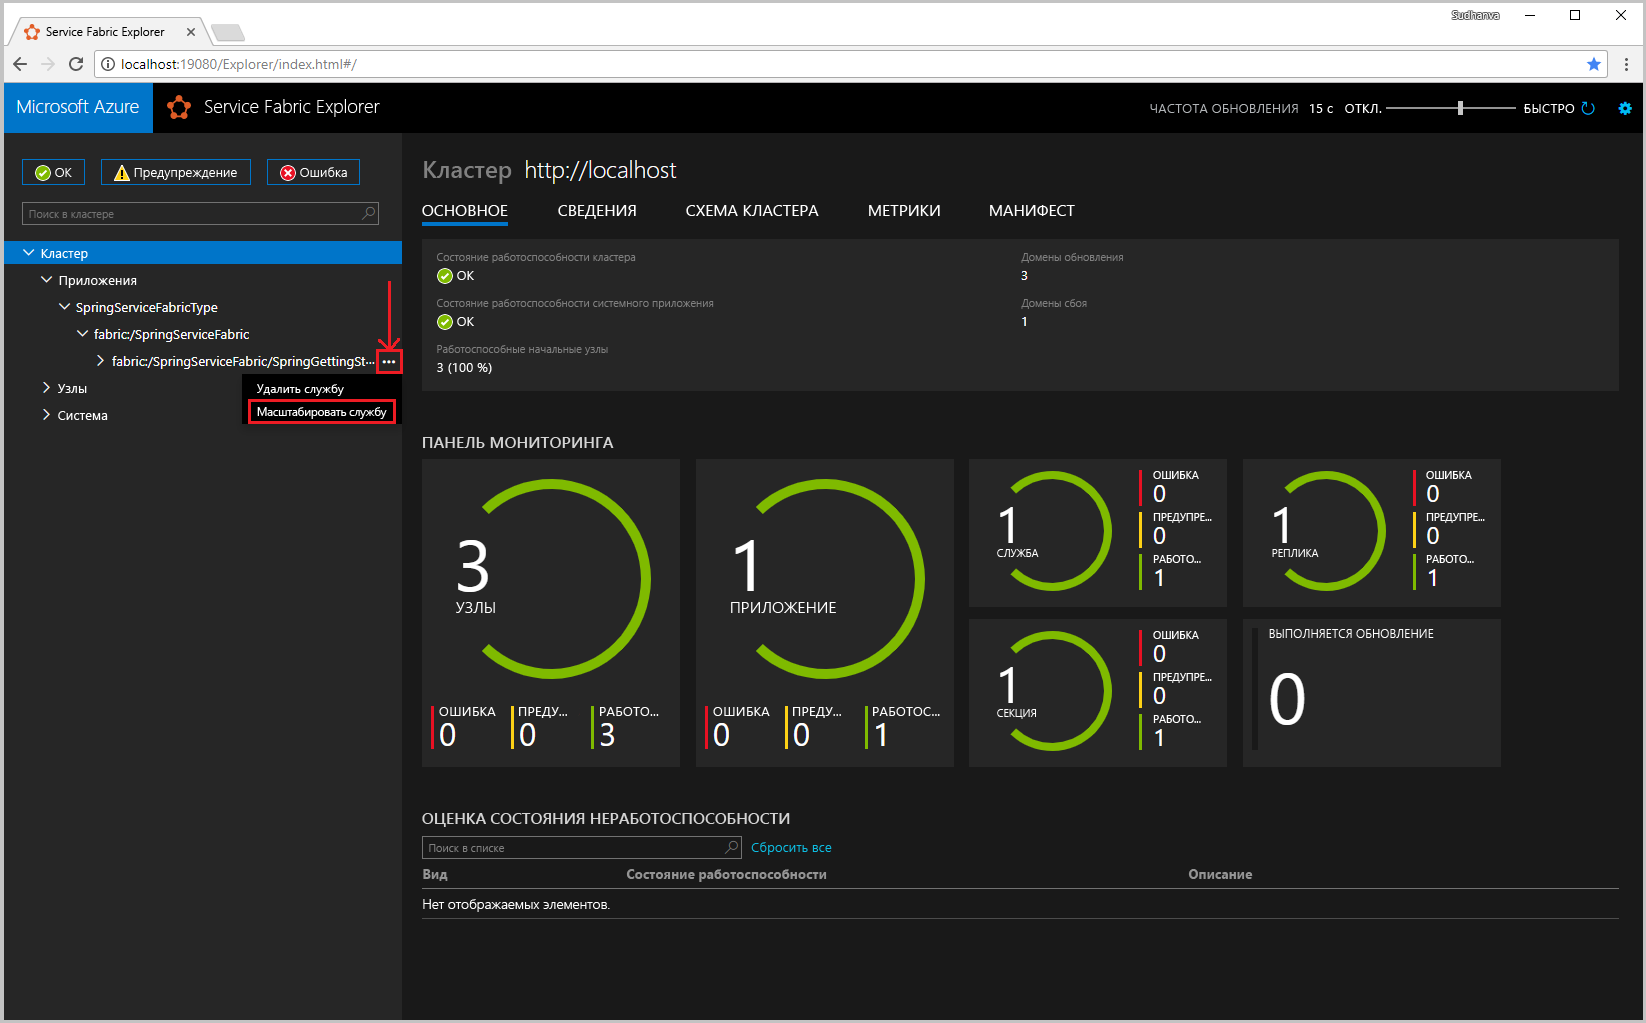 Sudhanva
Service Fabric Explorer
localhost:19080/Explorer/index.html#/
Microsoft Azure
Service Fabric Explorer
ЧАСТОТА ОБНОВЛЕНИЯ 15 с ОТКЛ. БЫСТРО
ОК
Предупреждение
Ошибка
Поиск в кластере
Кластер
Приложения
SpringServiceFabricType
fabric:/SpringServiceFabric
fabric:/SpringServiceFabric/SpringGettingSt...
Удалить службу
Масштабировать службу
Узлы
Система
Кластер http://localhost
ОСНОВНОЕ СВЕДЕНИЯ СХЕМА КЛАСТЕРА МЕТРИКИ МАНИФЕСТ
Состояние работоспособности кластера
ОК
Состояние работоспособности системного приложения
ОК
Работоспособные начальные узлы
3 (100 %)
Домены обновления
3
Домены сбоя
1
ПАНЕЛЬ МОНИТОРИНГА
3
УЗЛЫ
ОШИБКА
0
ПРЕДУ...
0
РАБОТО...
3
1
ПРИЛОЖЕНИЕ
ОШИБКА
0
ПРЕДУ...
0
РАБОТОС...
1
1
СЛУЖБА
ОШИБКА
0
ПРЕДУПРЕ...
0
РАБОТО...
1
1
РЕПЛИКА
ОШИБКА
0
ПРЕДУПРЕ...
0
РАБОТО...
1
1
СЕКЦИЯ
ОШИБКА
0
ПРЕДУПРЕ...
0
РАБОТО...
1
ВЫПОЛНЯЕТСЯ ОБНОВЛЕНИЕ
0
ОЦЕНКА СОСТОЯНИЯ НЕРАБОТОСПОСОБНОСТИ
Поиск в списке
Сбросить все
Вид Состояние работоспособности Описание
Нет отображаемых элементов.